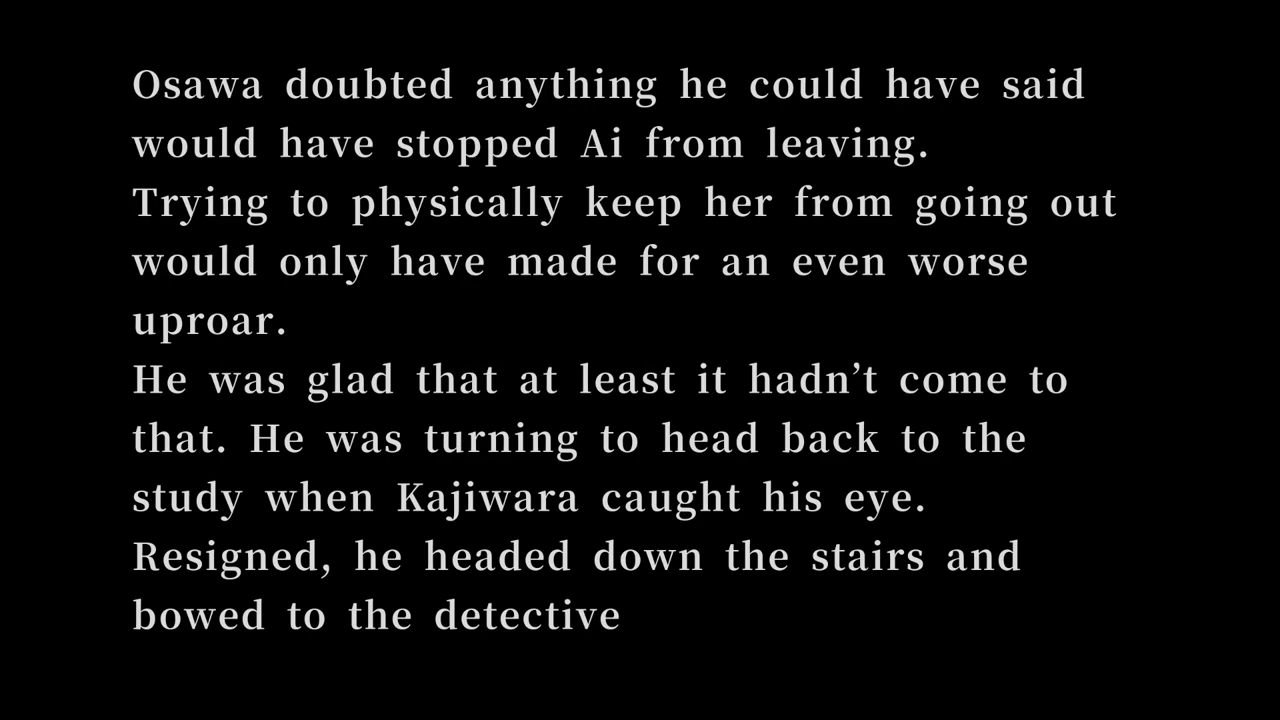 Osawa doubted anything he could have said
would have stopped Ai from leaving.
Trying to physically keep her from going out
would only have made for an even worse
uproar.
He was glad that at least it hadn’t come to
that. He was turning to head back to the
study when Kajiwara caught his eye.
Resigned, he headed down the stairs and
bowed to the detective